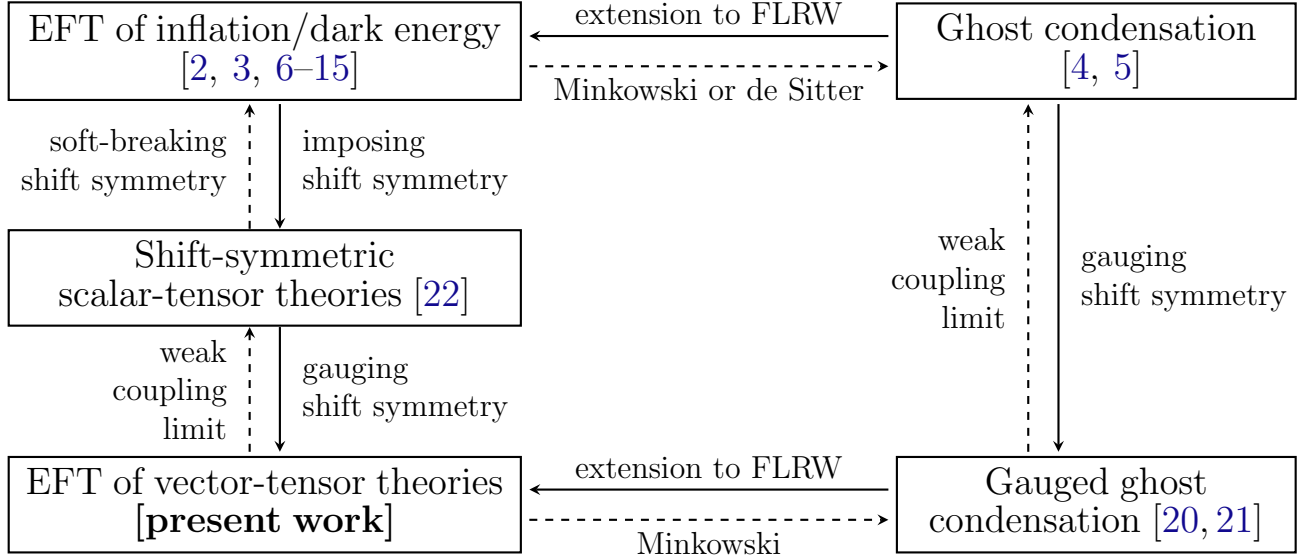 EFT of inflation/dark energy
[2, 3, 6–15]
extension to FLRW
Minkowski or de Sitter
Ghost condensation
[4, 5]
soft-breaking
shift symmetry
imposing
shift symmetry
Shift-symmetric
scalar-tensor theories [22]
weak
coupling
limit
gauging
shift symmetry
weak
coupling
limit
gauging
shift symmetry
EFT of vector-tensor theories
[present work]
extension to FLRW
Minkowski
Gauged ghost
condensation [20, 21]